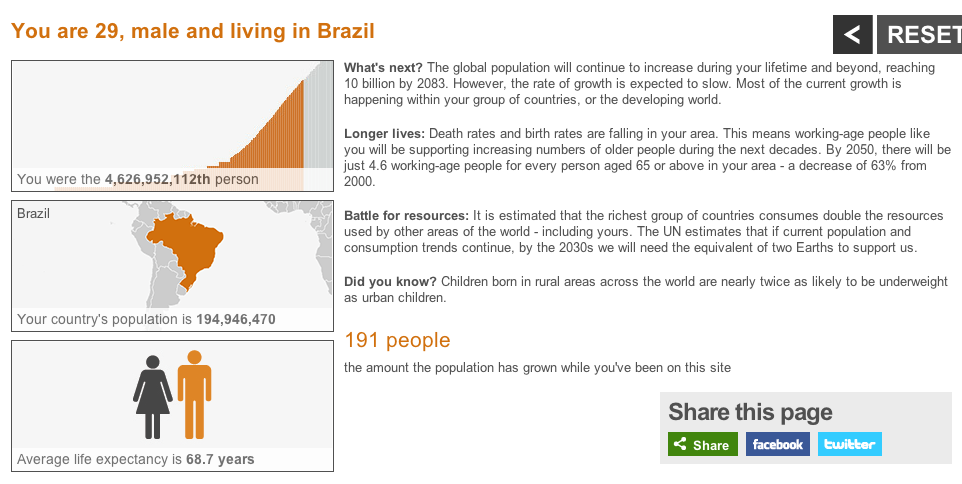 You are 29, male and living in Brazil
< RESET
You were the 4,626,952,112th person
Brazil
Your country's population is 194,946,470
Average life expectancy is 68.7 years
What's next? The global population will continue to increase during your lifetime and beyond, reaching
10 billion by 2083. However, the rate of growth is expected to slow. Most of the current growth is
happening within your group of countries, or the developing world.
Longer lives: Death rates and birth rates are falling in your area. This means working-age people like
you will be supporting increasing numbers of older people during the next decades. By 2050, there will be
just 4.6 working-age people for every person aged 65 or above in your area - a decrease of 63% from
2000.
Battle for resources: It is estimated that the richest group of countries consumes double the resources
used by other areas of the world - including yours. The UN estimates that if current population and
consumption trends continue, by the 2030s we will need the equivalent of two Earths to support us.
Did you know? Children born in rural areas across the world are nearly twice as likely to be underweight
as urban children.
191 people
the amount the population has grown while you've been on this site
Share this page
Share facebook twitter